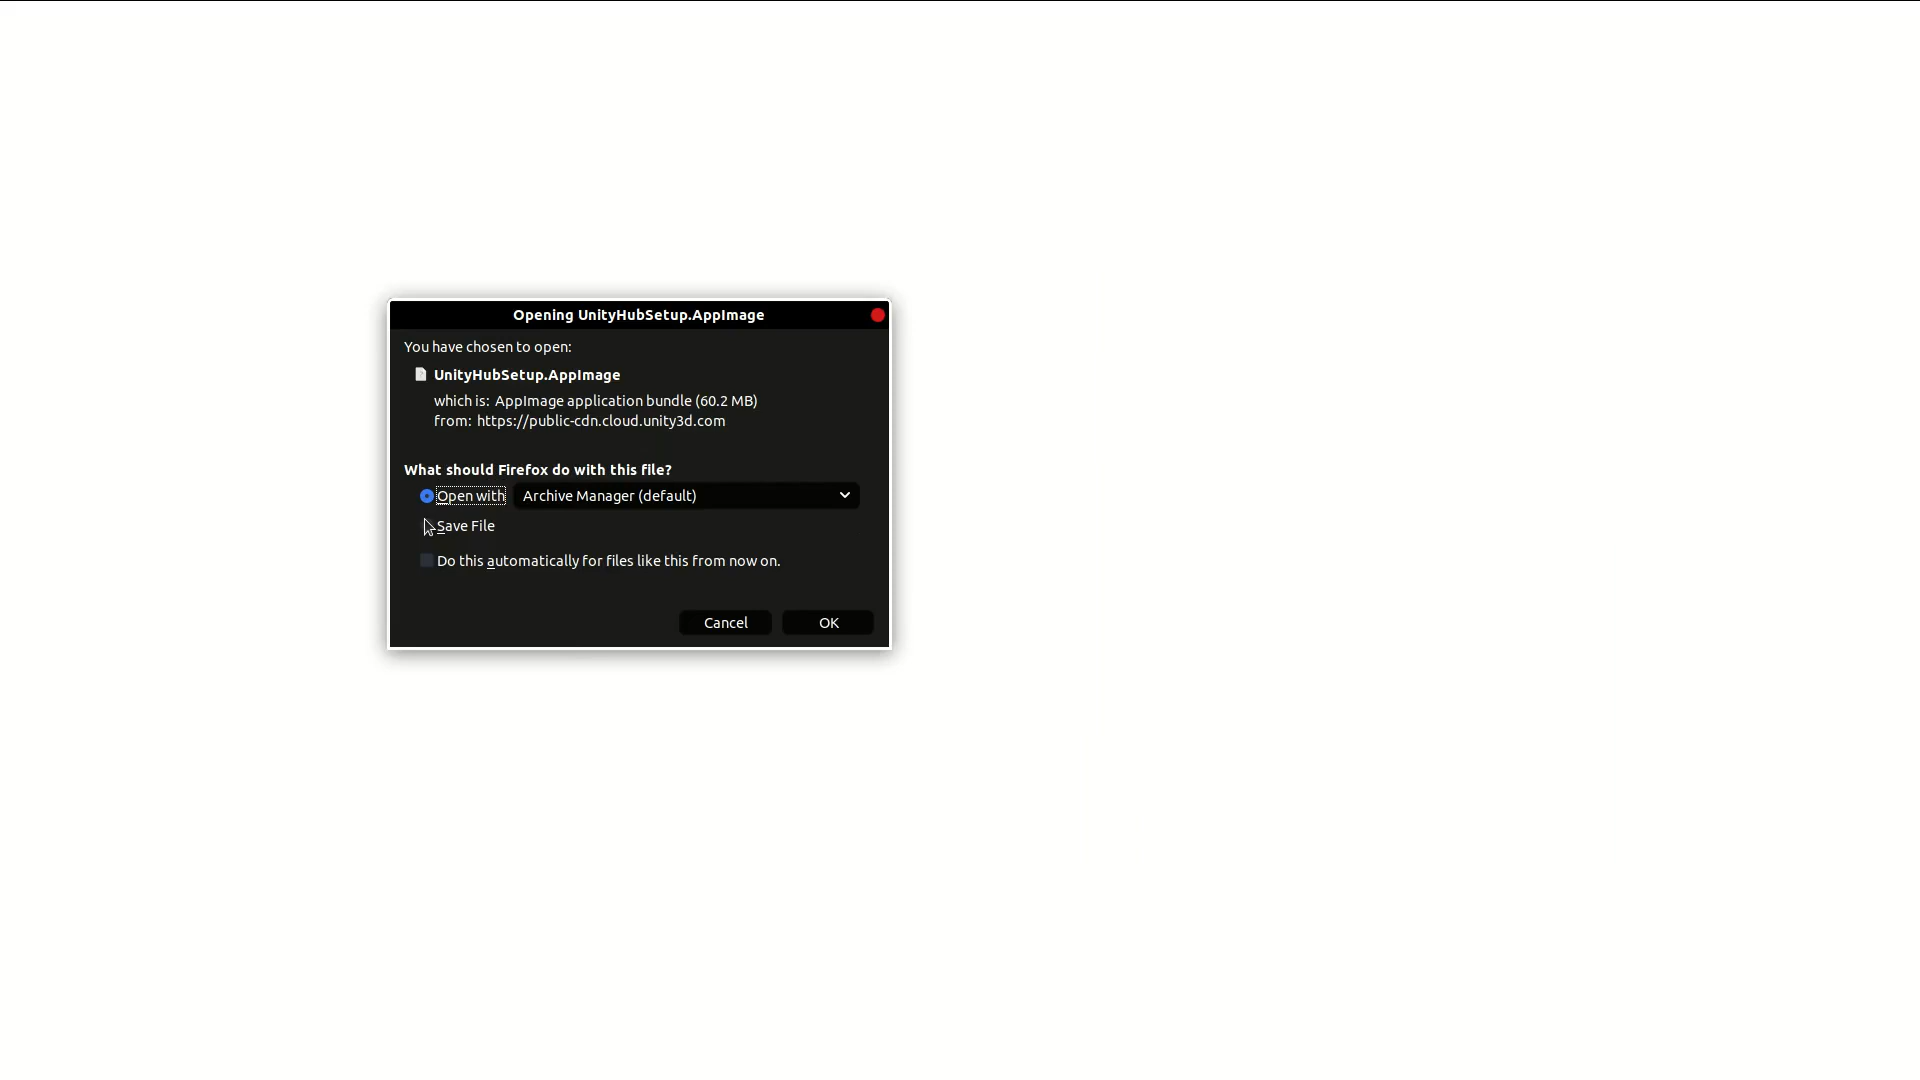 Opening UnityHubSetup.AppImage
You have chosen to open:
UnityHubSetup.AppImage
which is: AppImage application bundle (60.2 MB)
from: https://public-cdn.cloud.unity3d.com
What should Firefox do with this file?
Open with Archive Manager (default)
Save File
Do this automatically for files like this from now on.
Cancel OK